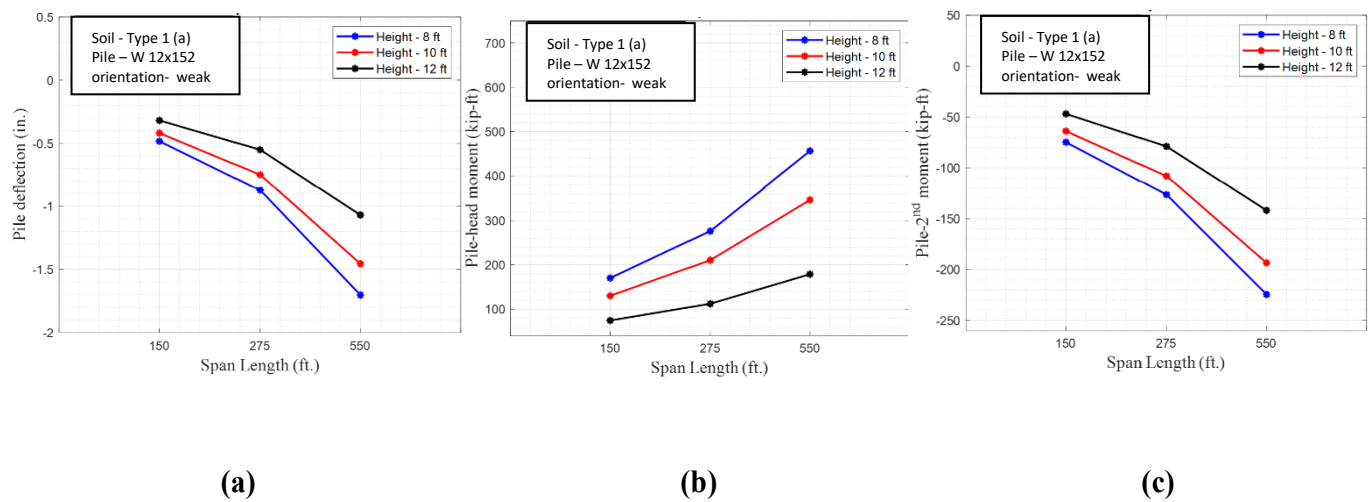 0.5
0
-0.5
-1
-1.5
-2
Pile deflection (in.)
Soil - Type 1 (a)
Pile – W 12x152
orientation- weak
Height - 8 ft
Height - 10 ft
Height - 12 ft
150
275
550
Span Length (ft.)
(a)
700
600
500
400
300
200
100
Pile-head moment (kip-ft)
Soil - Type 1 (a)
Pile – W 12x152
orientation- weak
Height - 8 ft
Height - 10 ft
Height - 12 ft
150
275
550
Span Length (ft.)
(b)
50
0
-50
-100
-150
-200
-250
Pile-2nd moment (kip-ft)
Soil - Type 1 (a)
Pile – W 12x152
orientation- weak
Height - 8 ft
Height - 10 ft
Height - 12 ft
150
275
550
Span Length (ft.)
(c)